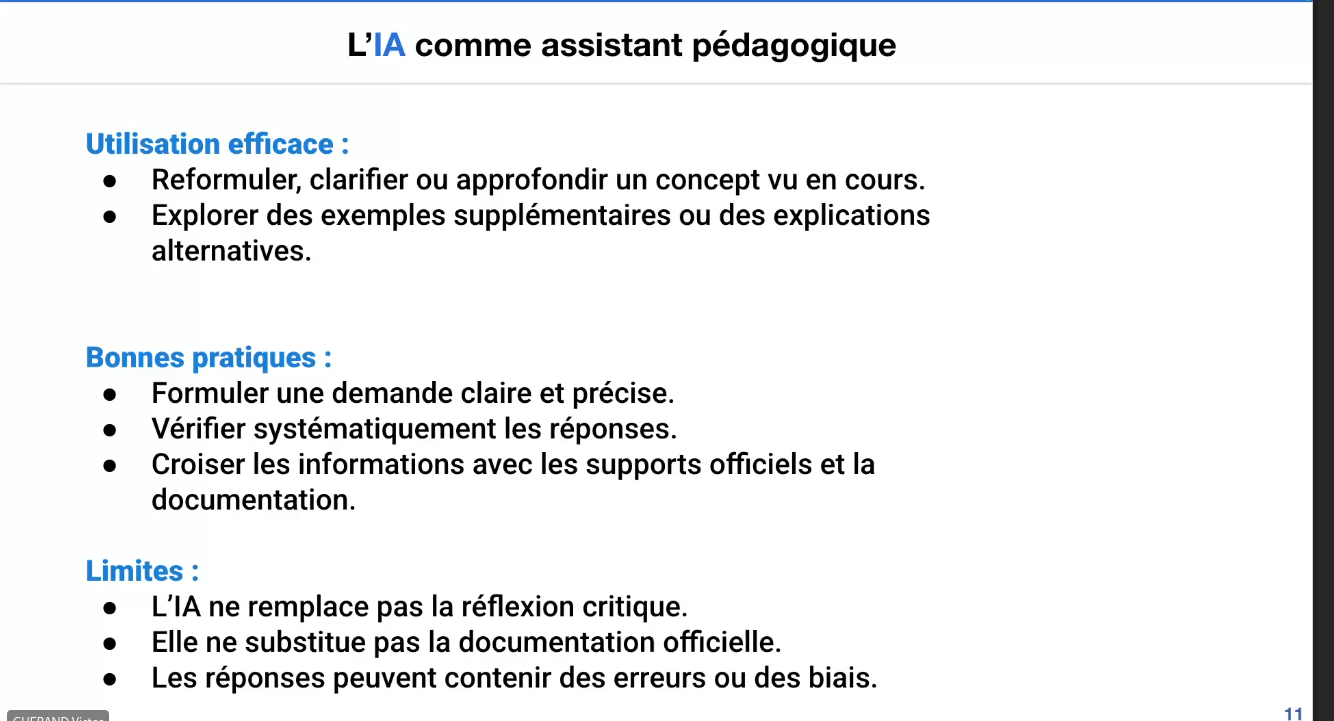 L’IA comme assistant pédagogique
Utilisation efficace :
● Reformuler, clarifier ou approfondir un concept vu en cours.
● Explorer des exemples supplémentaires ou des explications
alternatives.
Bonnes pratiques :
● Formuler une demande claire et précise.
● Vérifier systématiquement les réponses.
● Croiser les informations avec les supports officiels et la
documentation.
Limites :
● L’IA ne remplace pas la réflexion critique.
● Elle ne substitue pas la documentation officielle.
● Les réponses peuvent contenir des erreurs ou des biais.
11